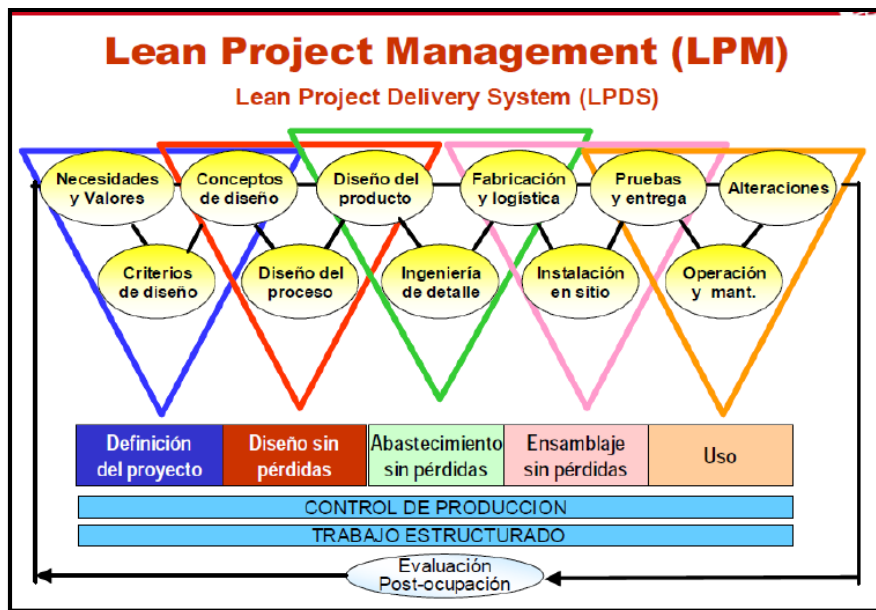 Lean Project Management (LPM)
Lean Project Delivery System (LPDS)
Necesidades
y Valores
Conceptos
de diseño
Diseño del
producto
Fabricación
y logística
Pruebas
y entrega
Alteraciones
Criterios
de diseño
Diseño del
proceso
Ingeniería
de detalle
Instalación
en sitio
Operación
y mant.
Definición
del proyecto
Diseño sin
pérdidas
Abastecimiento
sin pérdidas
Ensamblaje
sin pérdidas
Uso
CONTROL DE PRODUCCION
TRABAJO ESTRUCTURADO
Evaluación
Post-ocupación